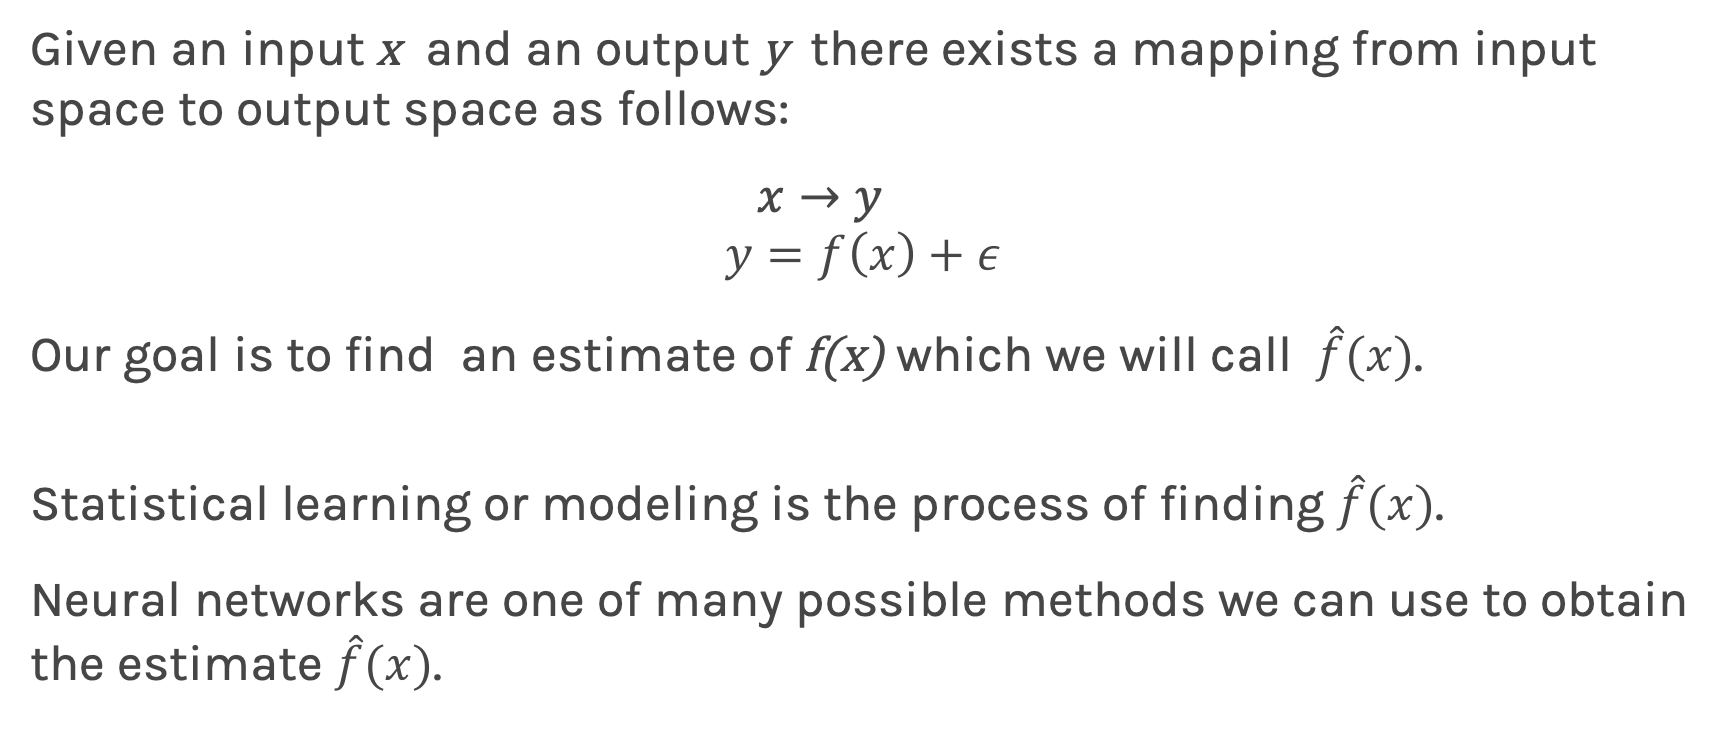 Given an input x and an output y there exists a mapping from input
space to output space as follows:
x → y
y = f(x) + ϵ
Our goal is to find an estimate of f(x) which we will call f̂(x).
Statistical learning or modeling is the process of finding f̂(x).
Neural networks are one of many possible methods we can use to obtain
the estimate f̂(x).